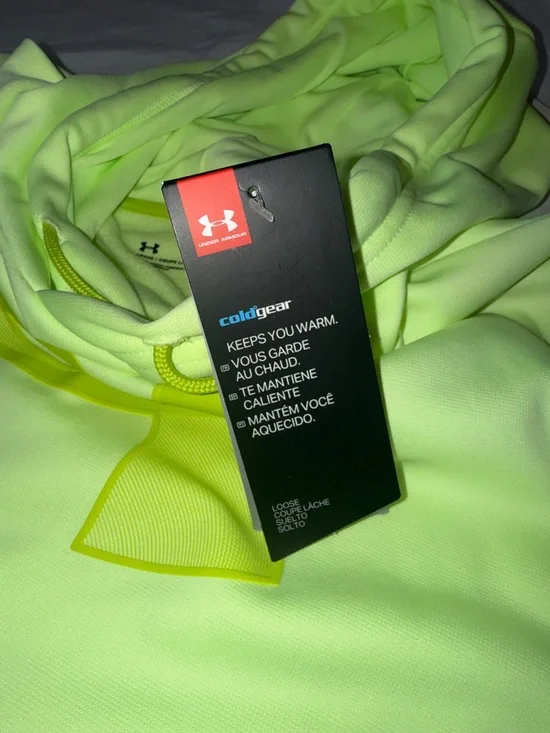 UNDER ARMOUR
coldgear
KEEPS YOU WARM.
FR VOUS GARDE
AU CHAUD.
TE MANTIENE
CALIENTE
MANTÉM VOCÊ
AQUECIDO.
LOOSE
COUPE LÂCHE
SUELTO
SOLTO